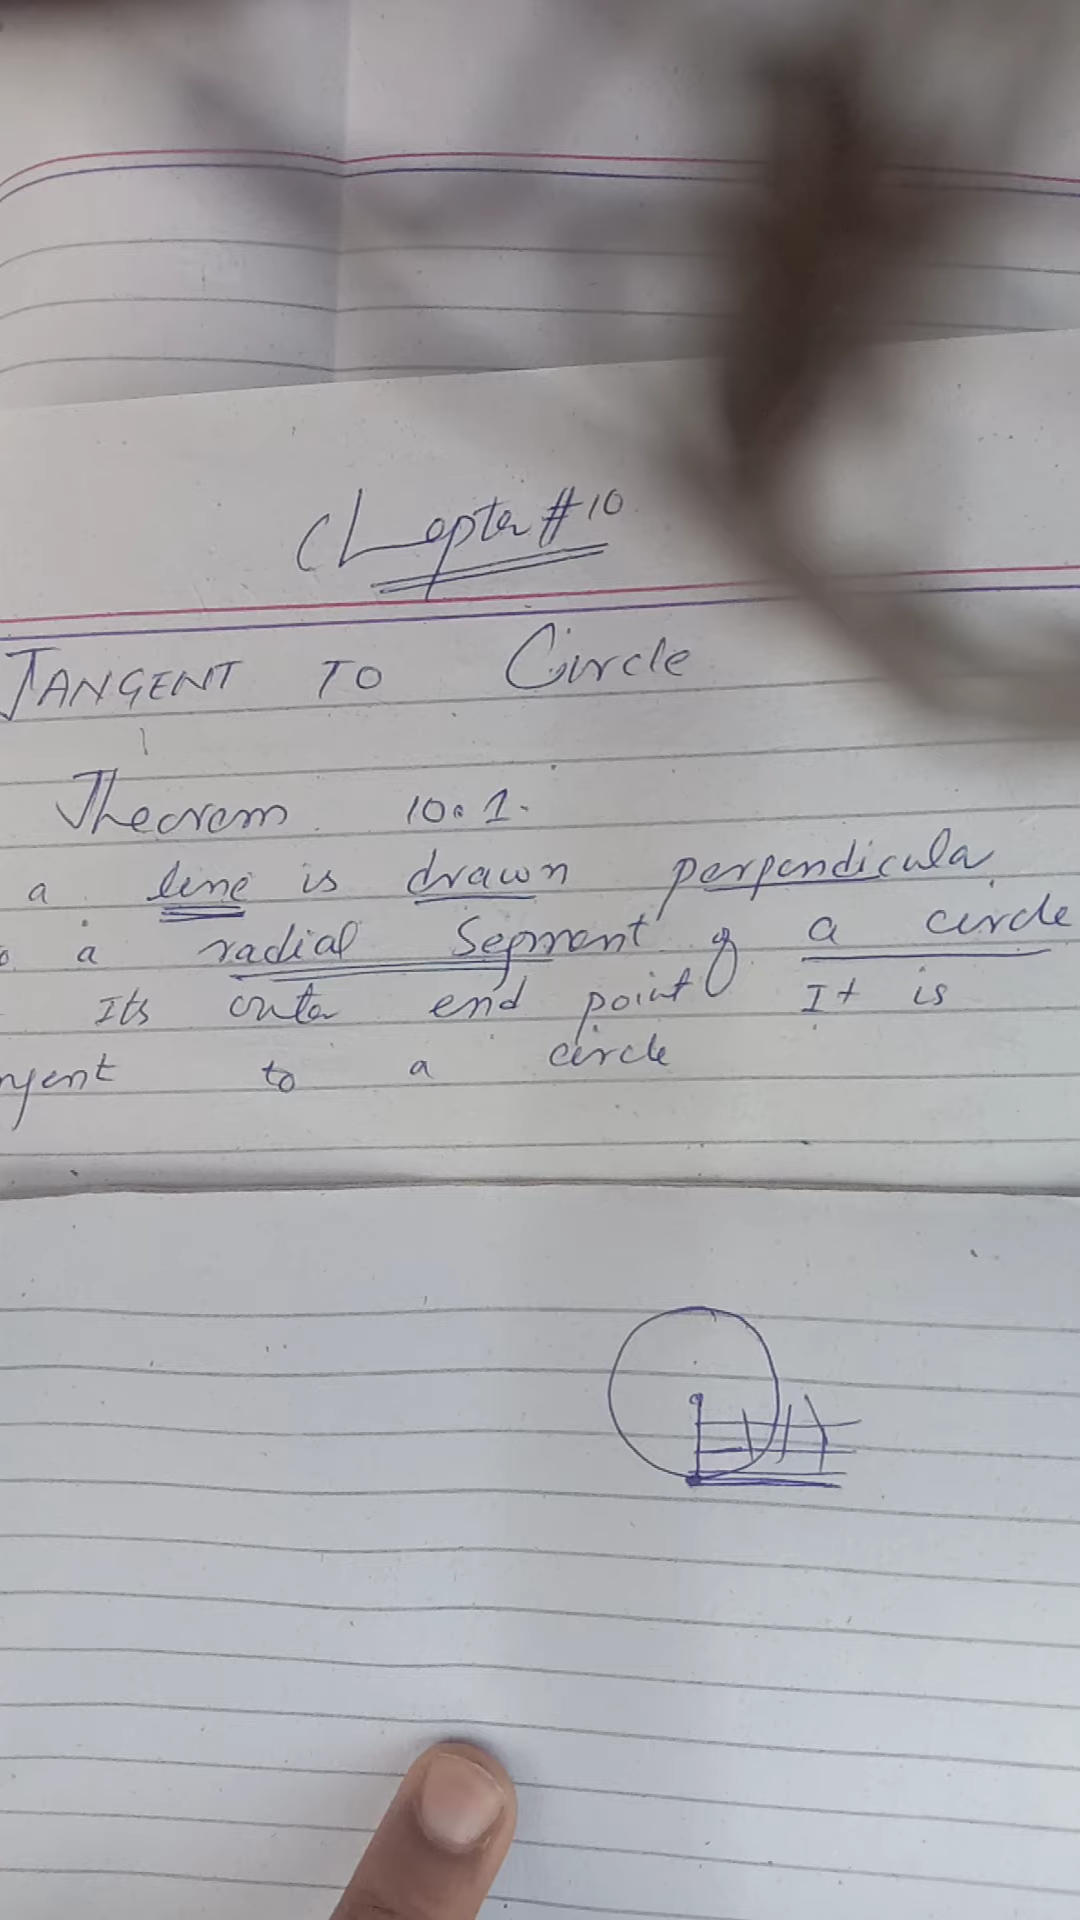 Chapter #10
TANGENT TO Circle
Theorem 10.1.
a line is drawn perpendicula
a radial Segment of a circle
Its outer end point It is
ngent to a circle